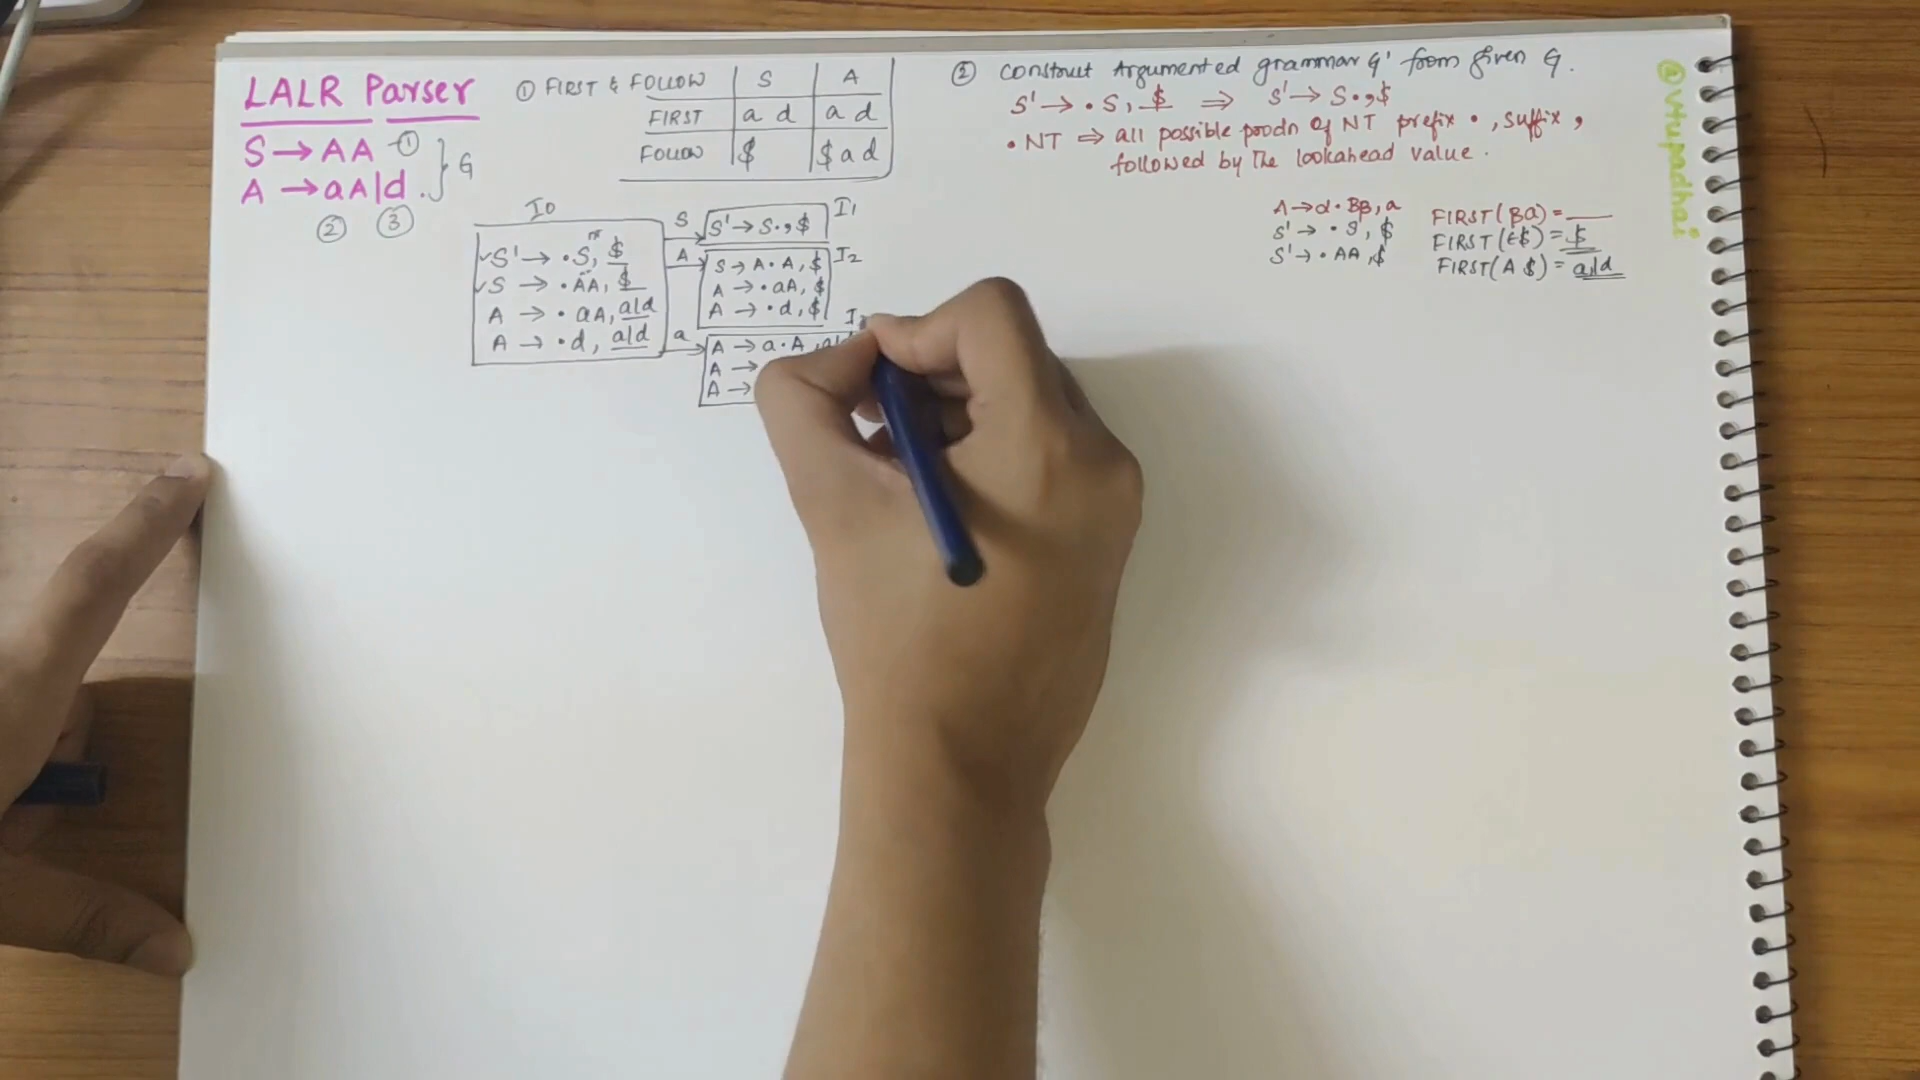 LALR Parser
S → AA -①
A → aA|d . } G
② ③
① FIRST & FOLLOW | S | A
FIRST | a d | a d
FOLLOW | $ | $ a d
② Construct Argumented grammar G' from given G.
S' → •S, $ ⇒ S' → S•,$
•NT ⇒ all possible prodn of NT prefix •, suffix ,
followed by The lookahead value.
A → α•Bβ, a FIRST(βa) = __
S' → •S, $ FIRST(ε$) = $
S' → •AA, $ FIRST(A $) = a|d
I0
S' → •S, $
S → •AA, $
A → •aA, a|d
A → •d, a|d
S
S' → S•,$ I1
A
S → A•A, $ I2
A → •aA, $
A → •d, $
a
A → a•A, a|d
A →
A →
@vtupadhai